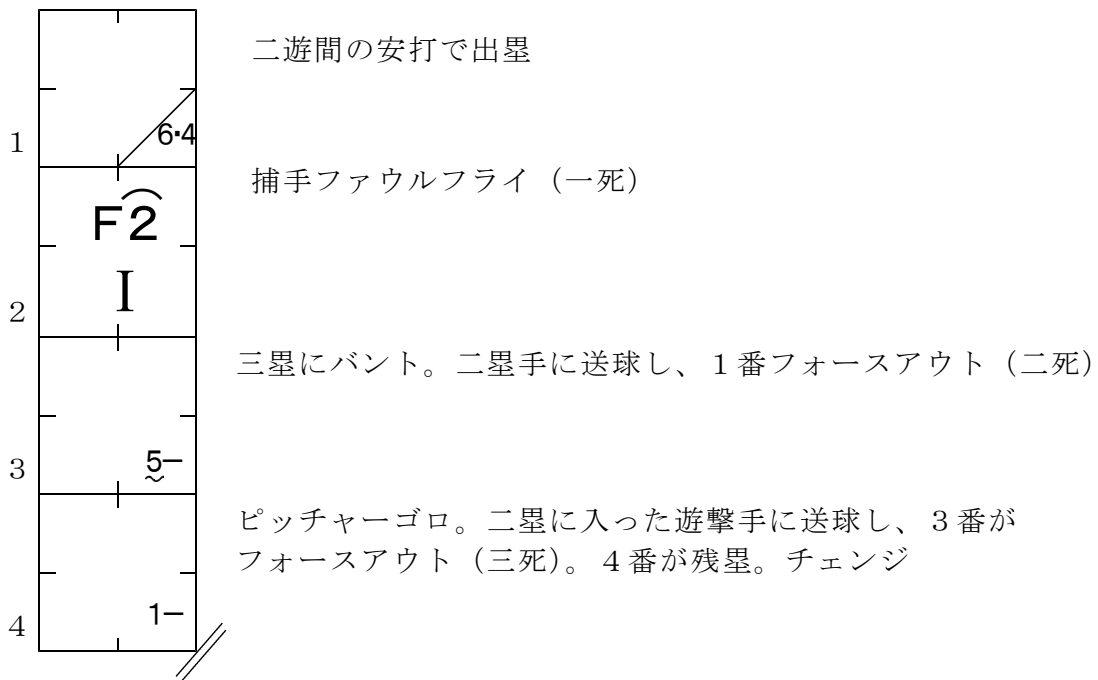 二遊間の安打で出塁
6・4
1
捕手ファウルフライ(一死)
F2
I
2
三塁にバント。二塁手に送球し、1番フォースアウト(二死)
5−
3
ピッチャーゴロ。二塁に入った遊撃手に送球し、3番が
フォースアウト(三死)。4番が残塁。チェンジ
1−
4